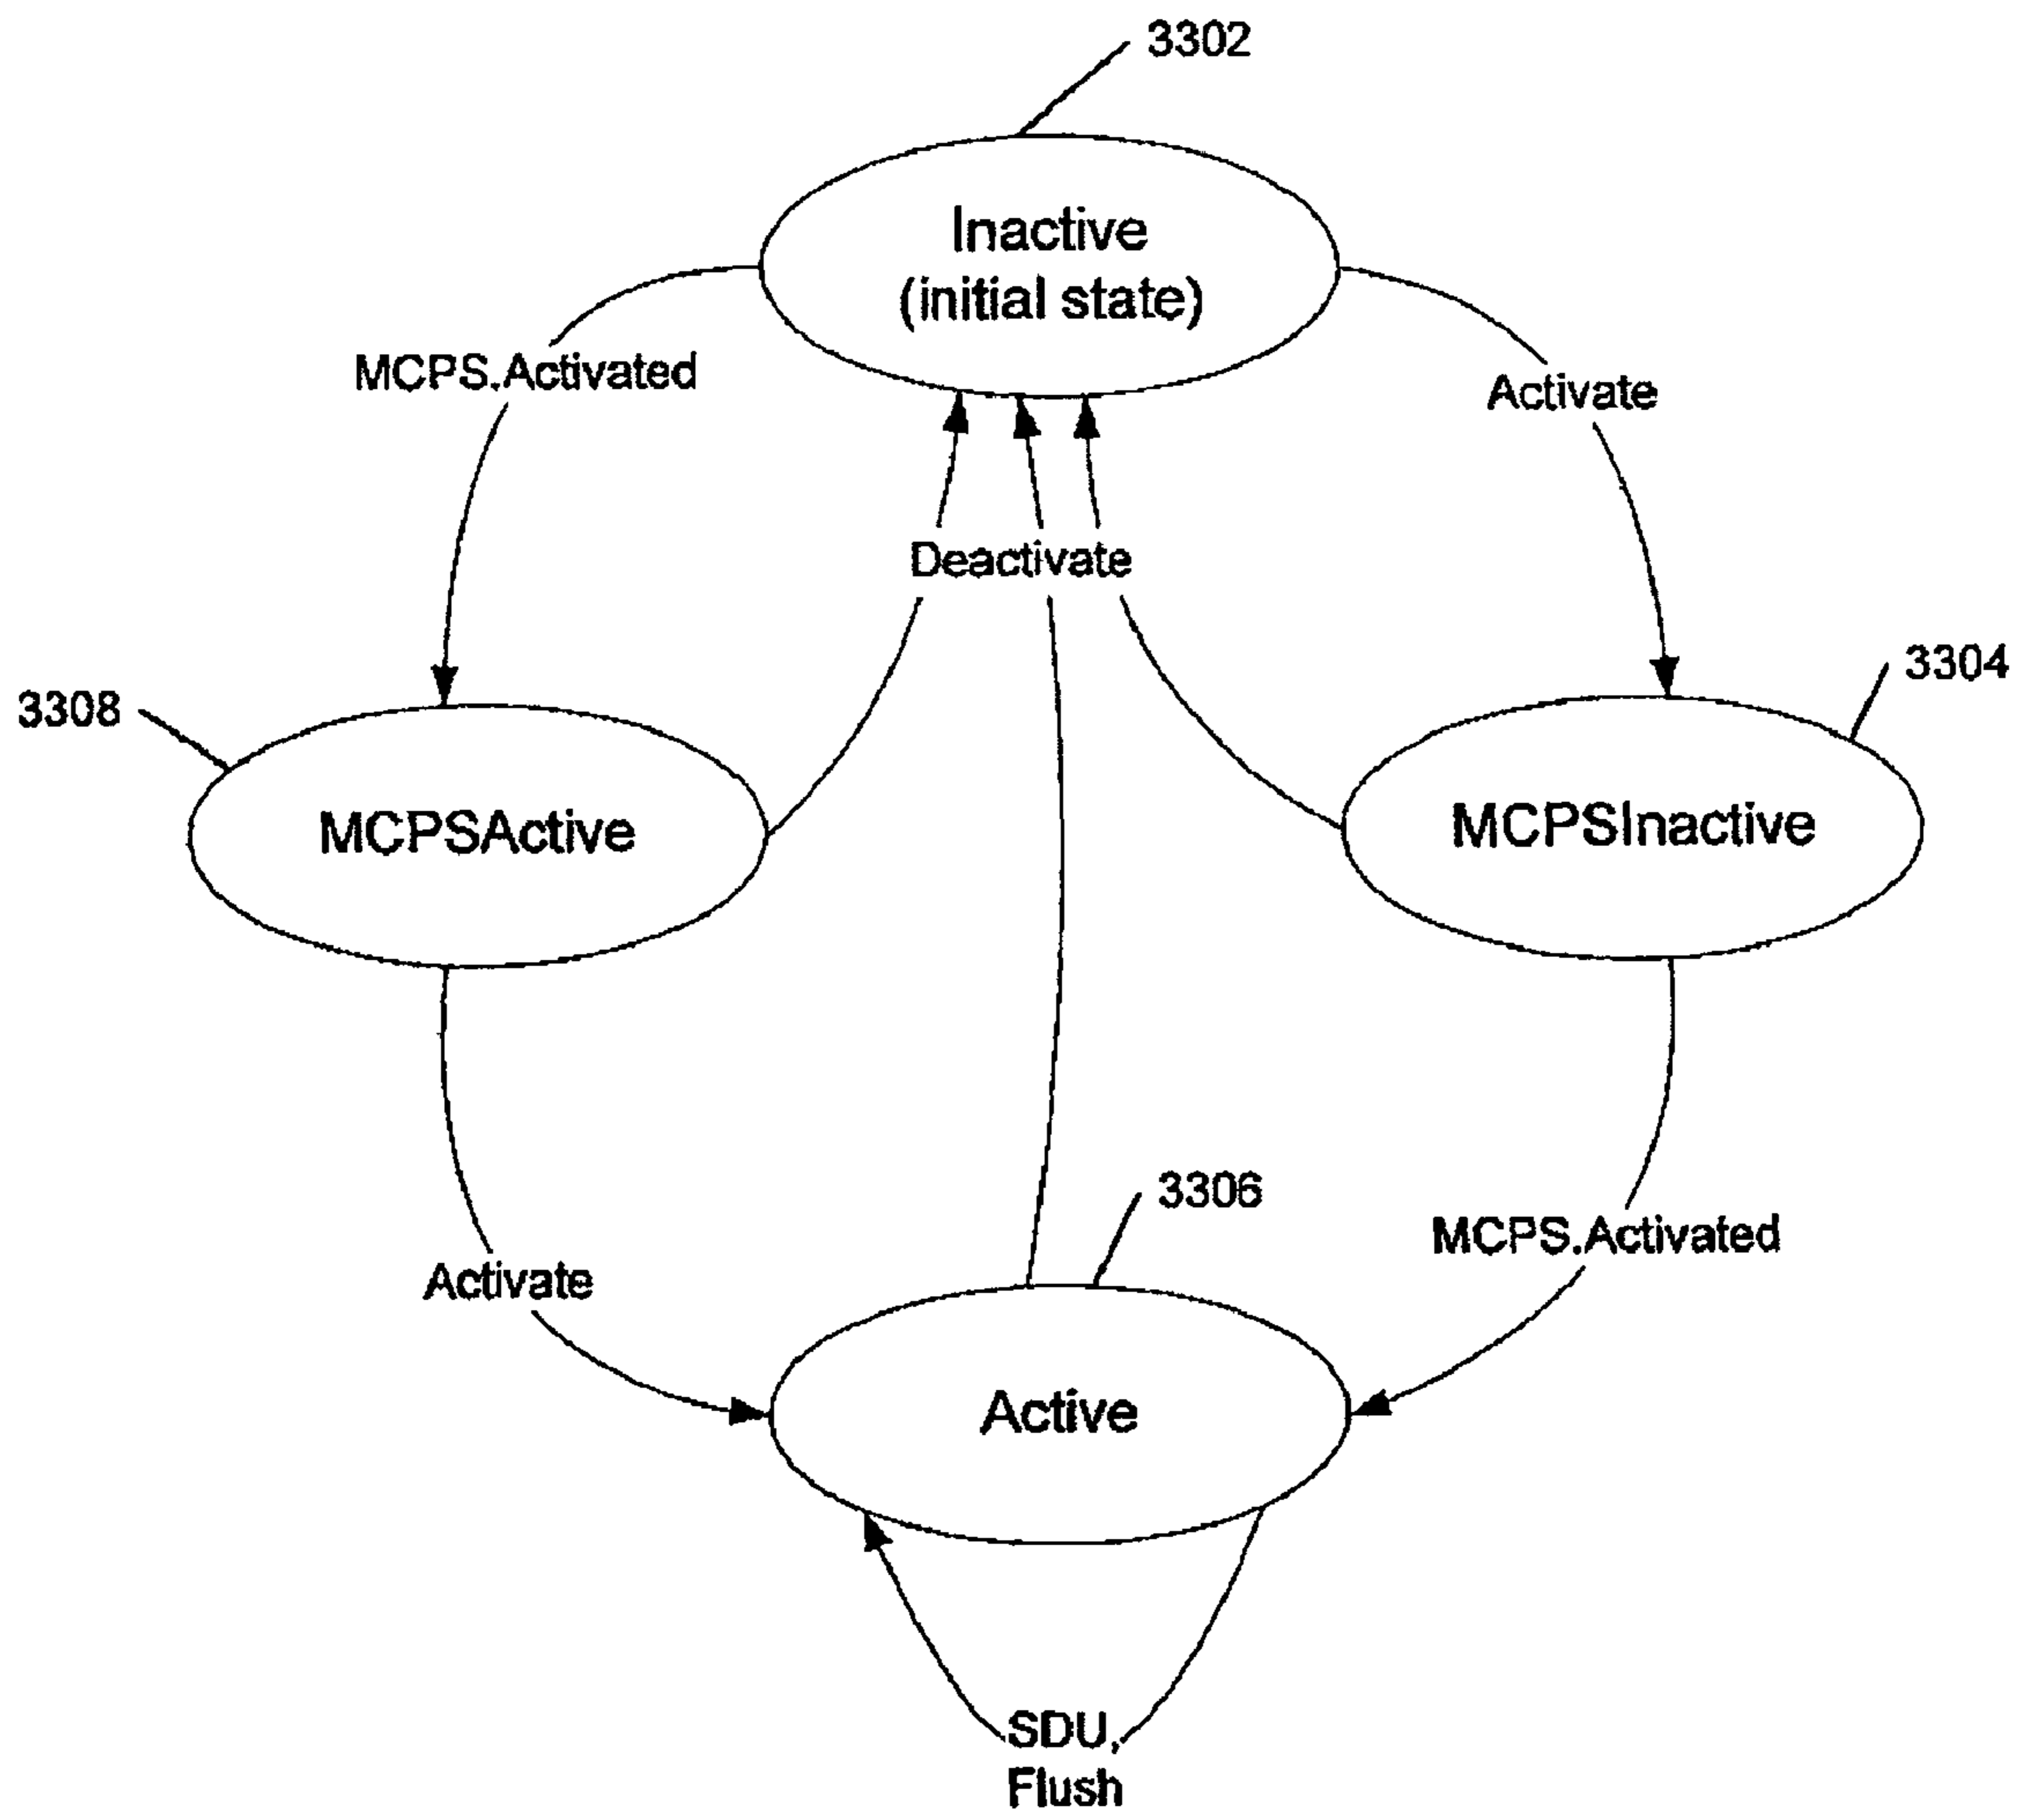 3302
Inactive
(initial state)
MCPS.Activated
Activate
Deactivate
3304
3308
MCPSActive
MCPSInactive
3306
MCPS.Activated
Activate
Active
SDU,
Flush